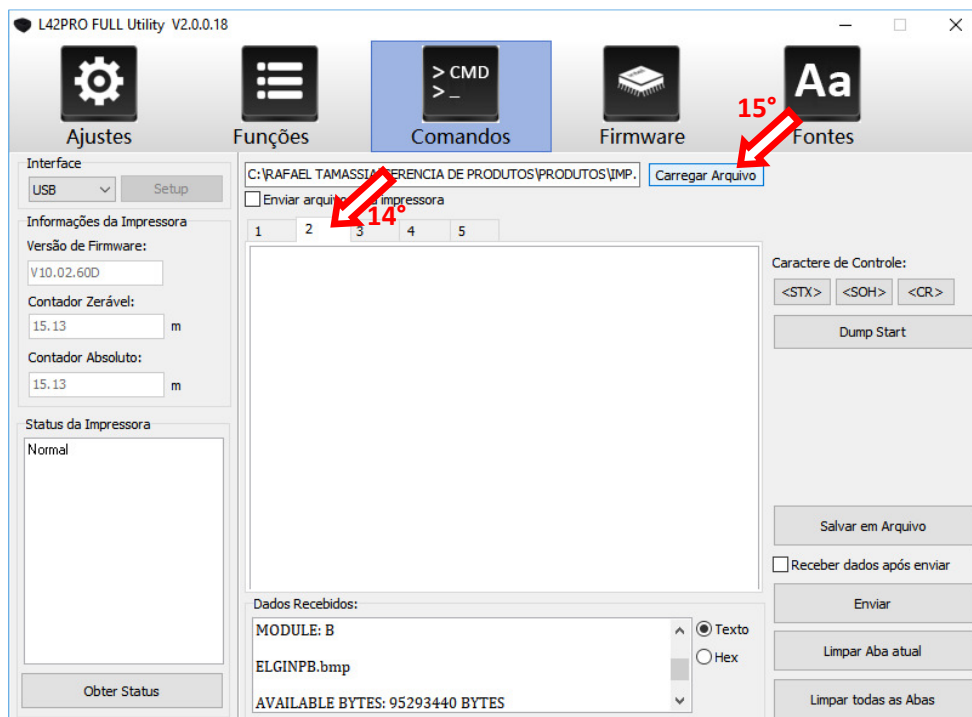 L42PRO FULL Utility V2.0.0.18
> CMD
> _
Aa
Ajustes
Funções
Comandos
Firmware
Fontes
15°
Interface
USB
Setup
C:\RAFAEL TAMASSIA
ERENCIA DE PRODUTOS\PRODUTOS\IMP.
Carregar Arquivo
Enviar arquivo
impressora
14°
1
2
3
4
5
Informações da Impressora
Versão de Firmware:
V10.02.60D
Contador Zerável:
15.13
m
Contador Absoluto:
15.13
m
Status da Impressora
Normal
Obter Status
Caractere de Controle:
<STX>
<SOH>
<CR>
Dump Start
Salvar em Arquivo
Receber dados após enviar
Enviar
Limpar Aba atual
Limpar todas as Abas
Dados Recebidos:
MODULE: B
ELGINPB.bmp
AVAILABLE BYTES: 95293440 BYTES
Texto
Hex